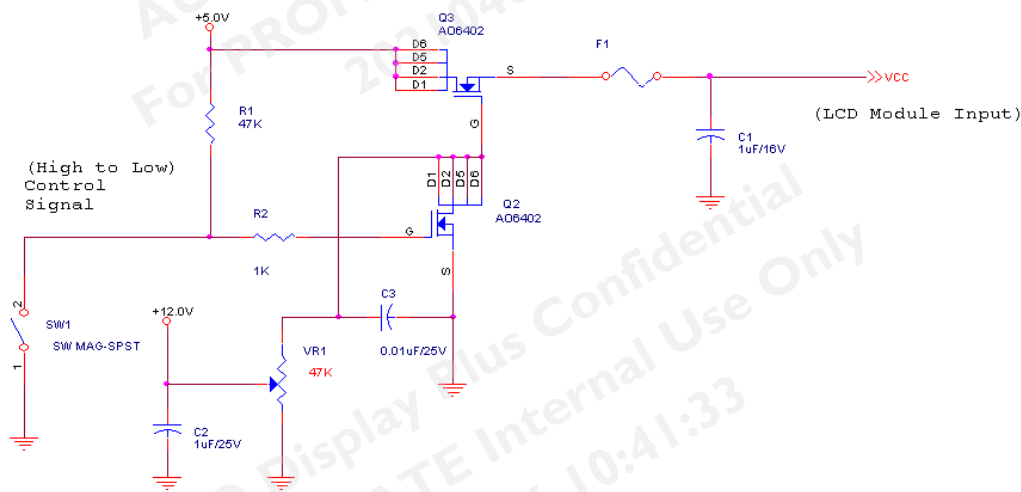 +5.0V
Q3
AO6402
D6
D5
D2
D1
S
G
F1
VCC
(LCD Module Input)
C1
1uF/16V
R1
47K
(High to Low)
Control
Signal
R2
1K
D1
D2
D5
D6
Q2
AO6402
G
S
2
SW1
SW MAG-SPST
1
+12.0V
C3
0.01uF/25V
VR1
47K
C2
1uF/25V
Display Plus Confidential
Internal Use Only
10:41:33